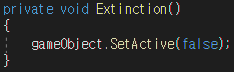 private void Extinction()
{
    gameObject.SetActive(false);
}